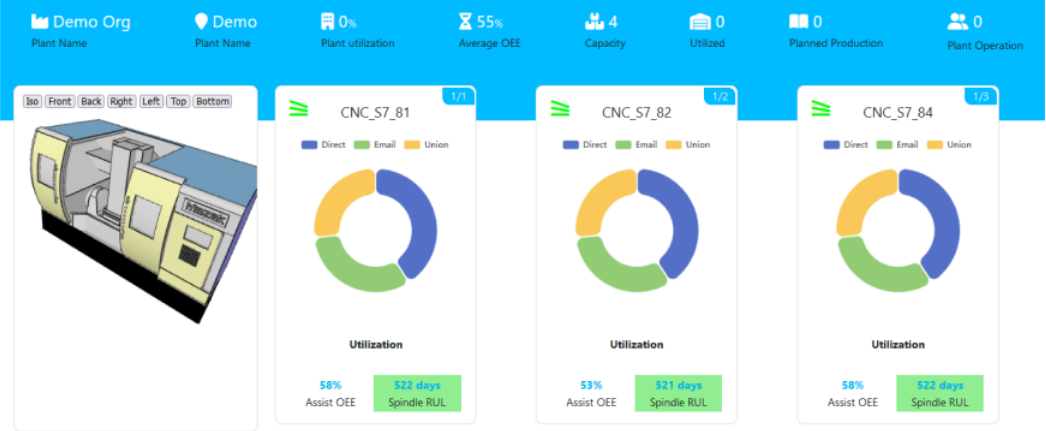 Demo Org
Plant Name
Demo
Plant Name
0%
Plant utilization
55%
Average OEE
4
Capacity
0
Utilized
0
Planned Production
0
Plant Operation
Iso Front Back Right Left Top Bottom
Mazak
1/1
CNC_S7_81
Direct Email Union
Utilization
58%
Assist OEE
522 days
Spindle RUL
1/2
CNC_S7_82
Direct Email Union
Utilization
53%
Assist OEE
521 days
Spindle RUL
1/3
CNC_S7_84
Direct Email Union
Utilization
58%
Assist OEE
522 days
Spindle RUL